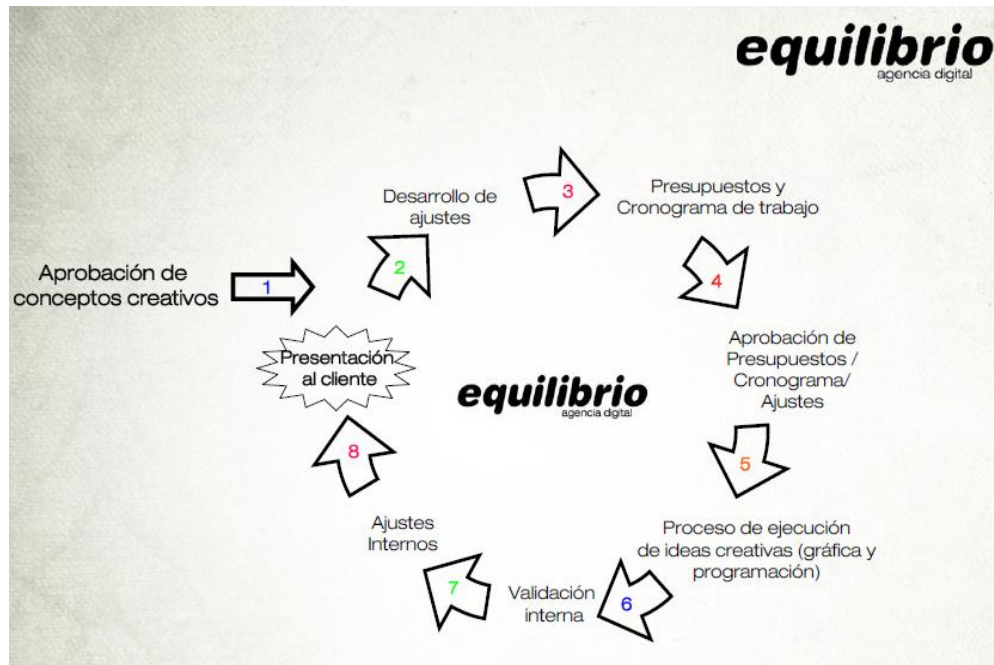 equilibrio
agencia digital
Aprobación de
conceptos creativos
1
2
Desarrollo de
ajustes
3
Presupuestos y
Cronograma de trabajo
4
Aprobación de
Presupuestos /
Cronograma/
Ajustes
5
Proceso de ejecución
de ideas creativas (gráfica y
programación)
6
Validación
interna
7
Ajustes
Internos
8
Presentación
al cliente
equilibrio
agencia digital